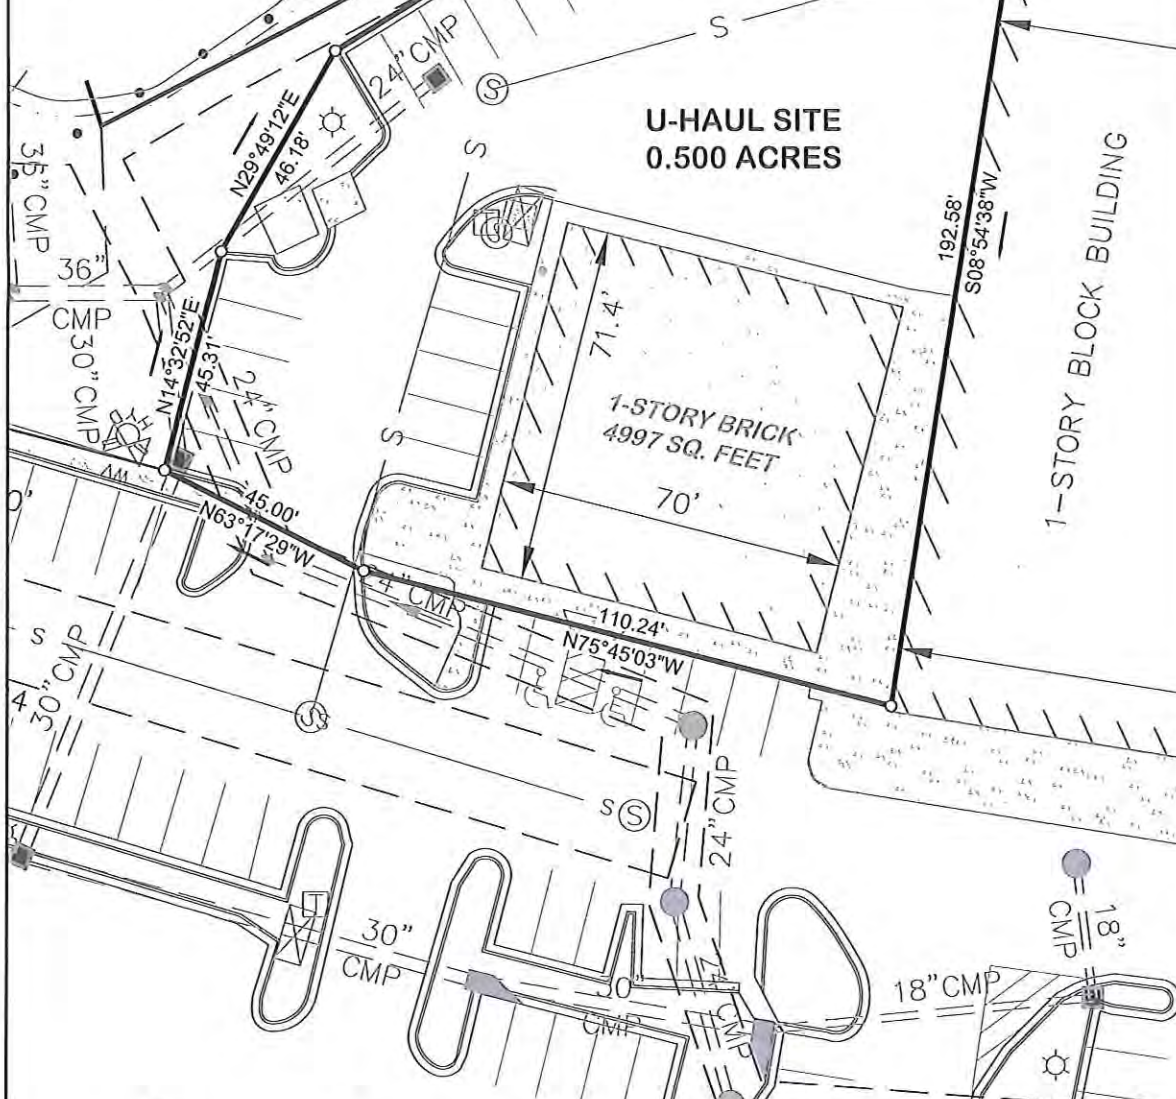 S
24" CMP
S
U-HAUL SITE
0.500 ACRES
N29°49'12"E
46.18'
S
192.58'
S08°54'38"W
1-STORY BLOCK BUILDING
36"
CMP
30" CMP
N14°32'52"E
45.31'
24" CMP
71.4'
1-STORY BRICK
4997 SQ. FEET
70'
S
WV
45.00'
N63°17'29"W
110.24'
N75°45'03"W
S
30" CMP
S
S
24" CMP
T
30"
CMP
CMP
18" CMP
18"
CMP